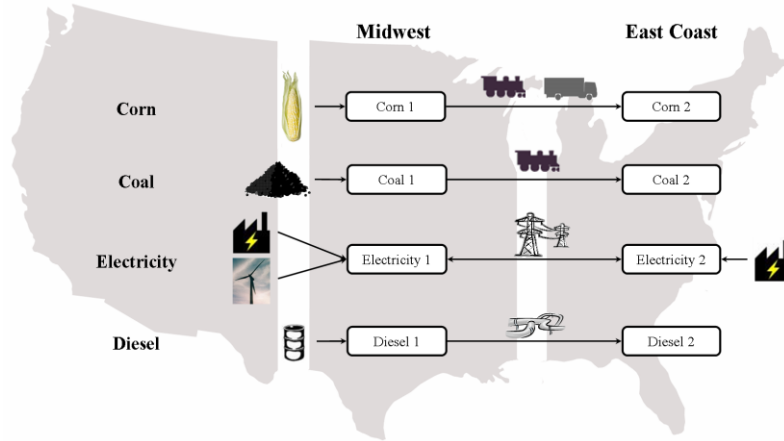 Midwest East Coast
Corn Corn 1 Corn 2
Coal Coal 1 Coal 2
Electricity Electricity 1 Electricity 2
Diesel Diesel 1 Diesel 2